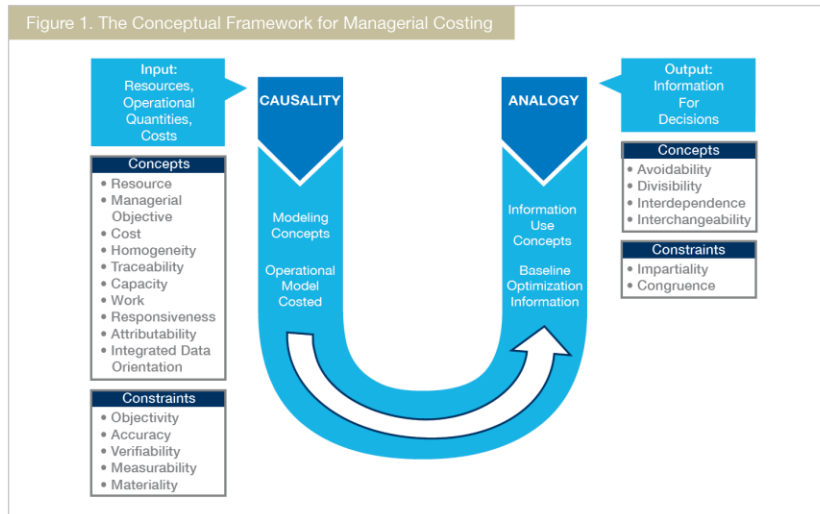 Figure 1. The Conceptual Framework for Managerial Costing
Input:
Resources,
Operational
Quantities,
Costs
Concepts
• Resource
• Managerial
Objective
• Cost
• Homogeneity
• Traceability
• Capacity
• Work
• Responsiveness
• Attributability
• Integrated Data
Orientation
Constraints
• Objectivity
• Accuracy
• Verifiability
• Measurability
• Materiality
CAUSALITY
Modeling
Concepts
Operational
Model
Costed
ANALOGY
Information
Use
Concepts
Baseline
Optimization
Information
Output:
Information
For
Decisions
Concepts
• Avoidability
• Divisibility
• Interdependence
• Interchangeability
Constraints
• Impartiality
• Congruence